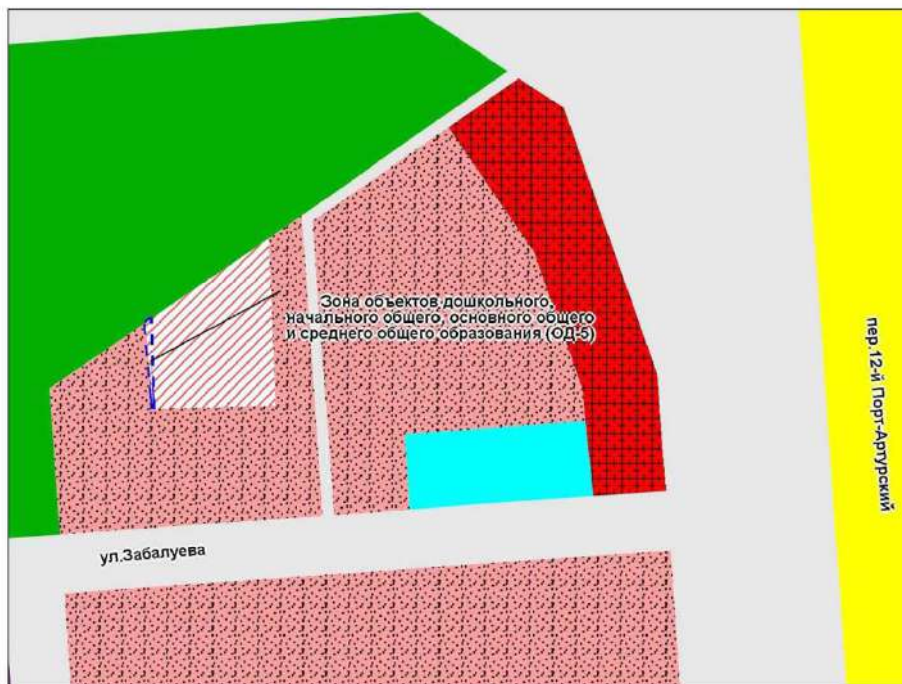 Зона объектов дошкольного,
начального общего, основного общего
и среднего общего образования (ОД-5)
пер.12-й Порт-Артурский
ул.Забалуева